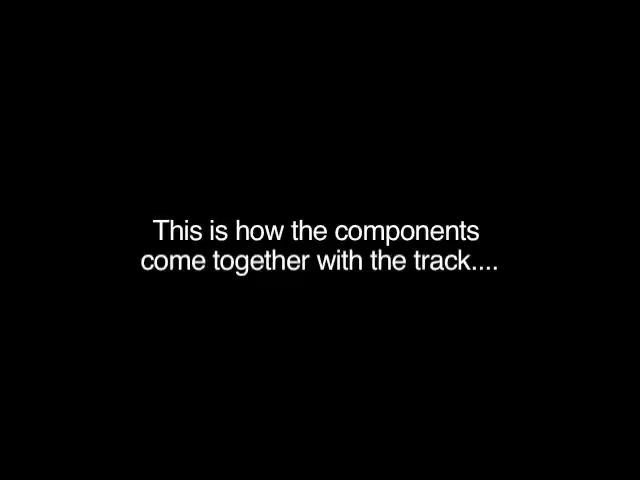 This is how the components
come together with the track....